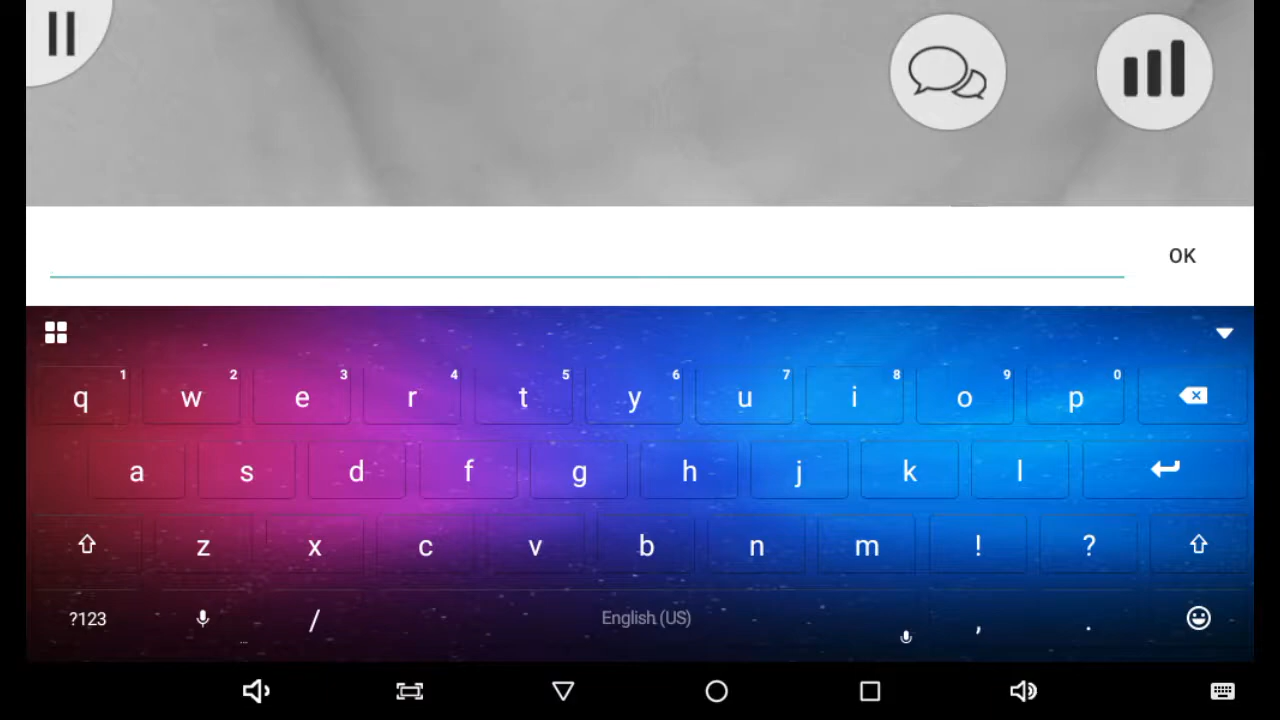 OK
1 2 3 4 5 6 7 8 9 0
q w e r t y u i o p
a s d f g h j k l
z x c v b n m ! ?
?123 / English (US) , .
...